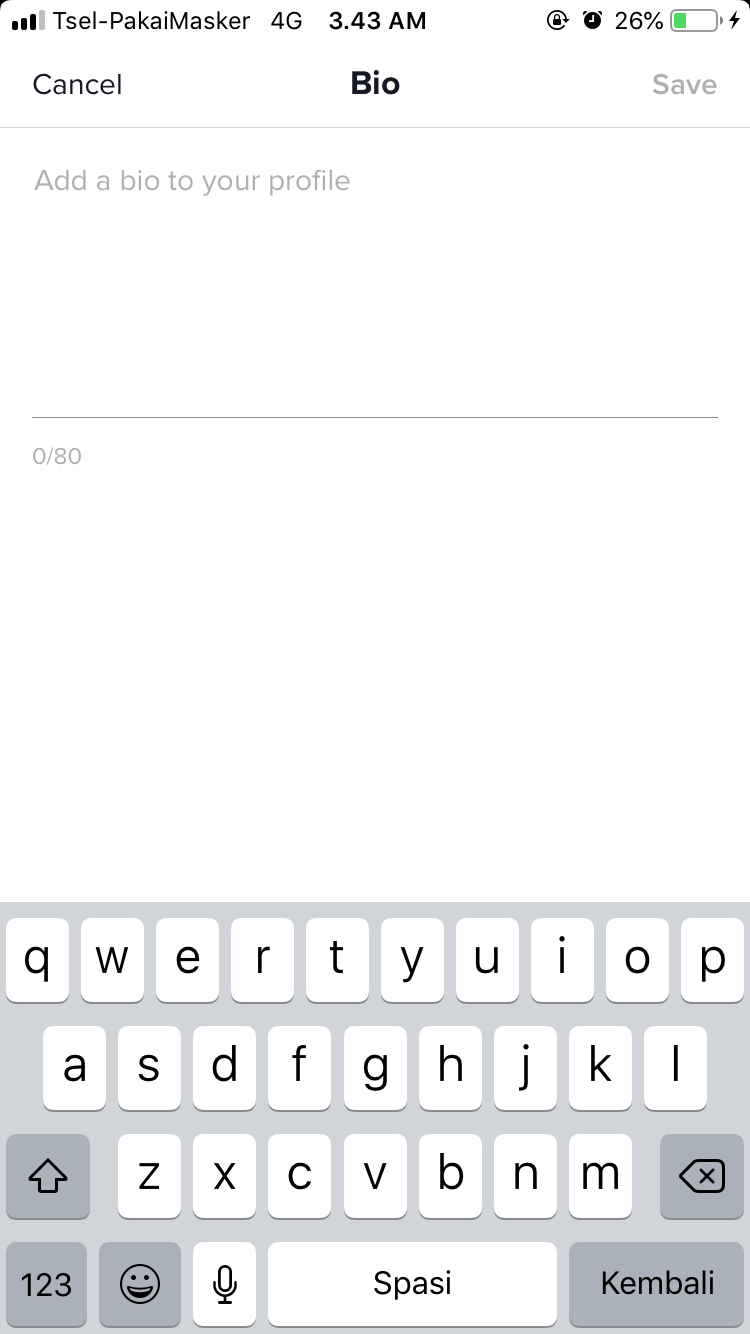 Tsel-PakaiMasker 4G 3.43 AM 26%
Cancel Bio Save
Add a bio to your profile
0/80
q w e r t y u i o p
a s d f g h j k l
z x c v b n m
123 Spasi Kembali